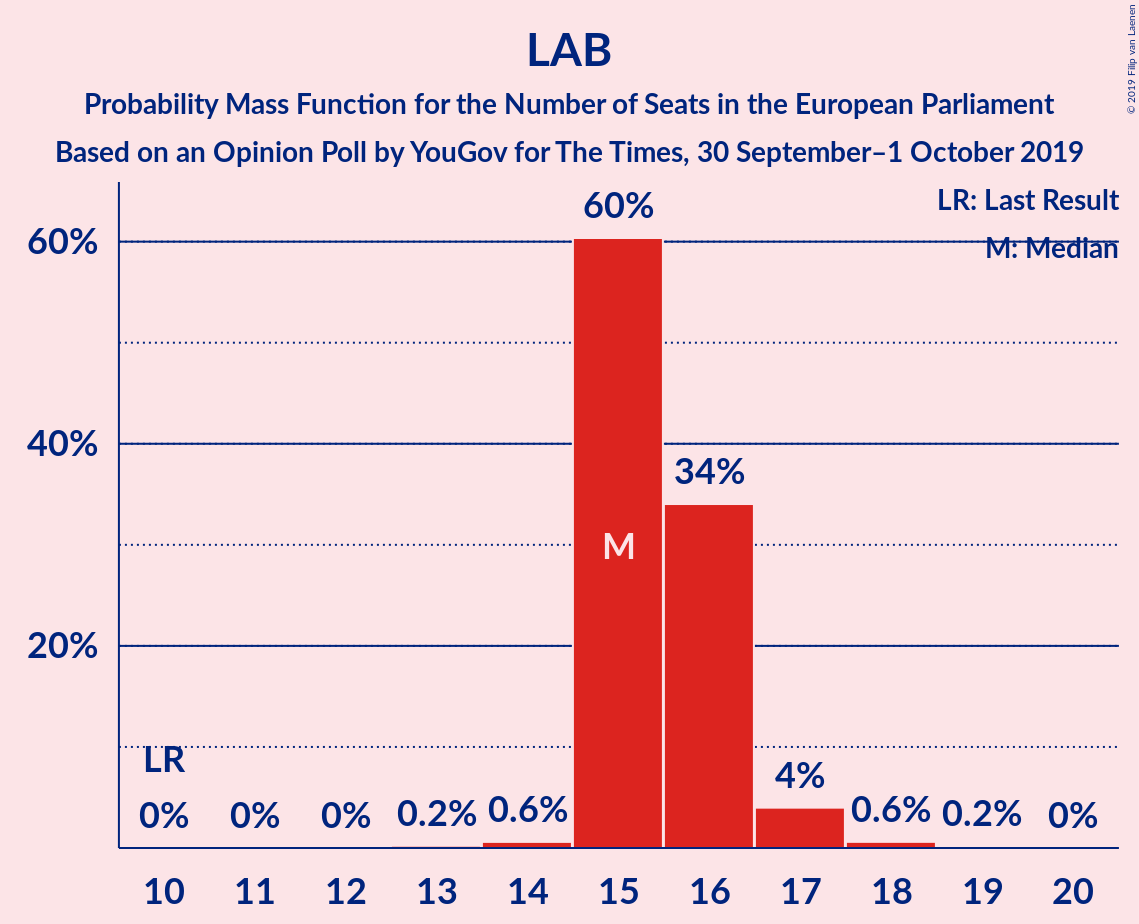 LAB
Probability Mass Function for the Number of Seats in the European Parliament
Based on an Opinion Poll by YouGov for The Times, 30 September–1 October 2019
© 2019 Filip van Laenen
LR: Last Result
M: Median
60%
40%
20%
60%
34%
M
LR
4%
0%
0%
0%
0.2%
0.6%
0.6%
0.2%
0%
10 11 12 13 14 15 16 17 18 19 20